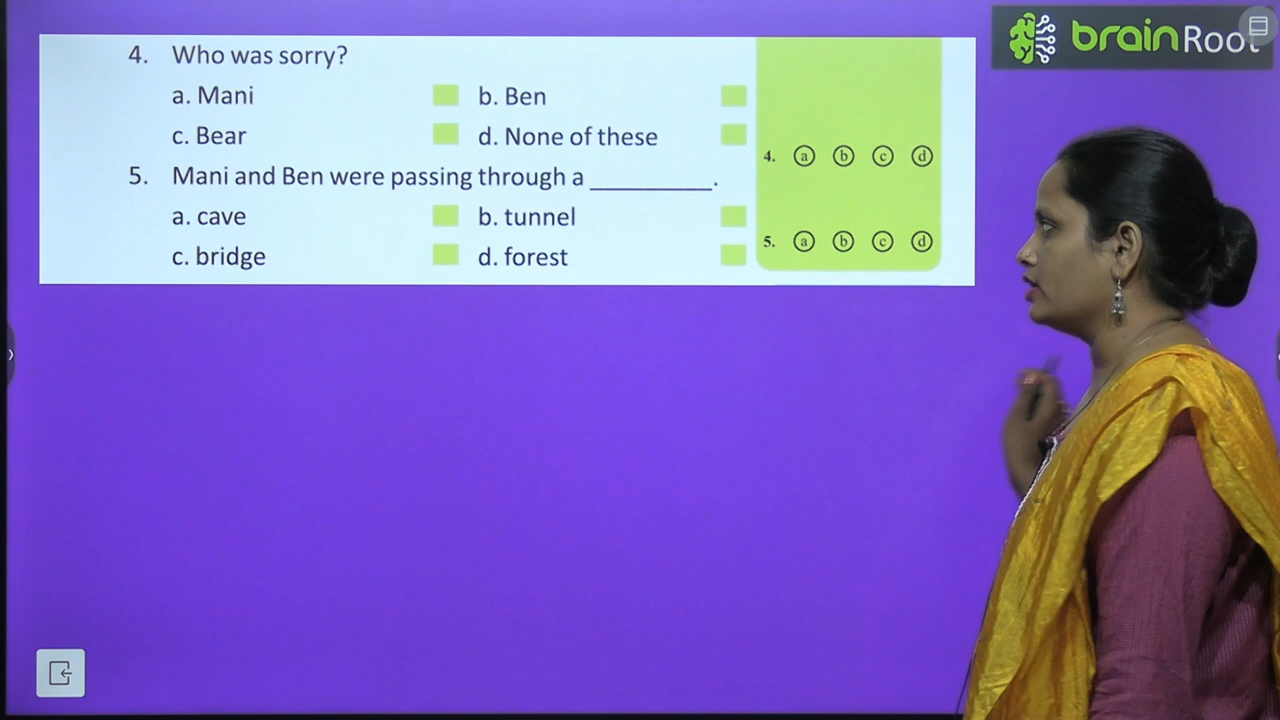 brainRoot
4. Who was sorry?
a. Mani b. Ben
c. Bear d. None of these
4. a b c d
5. Mani and Ben were passing through a __________.
a. cave b. tunnel
5. a b c d
c. bridge d. forest